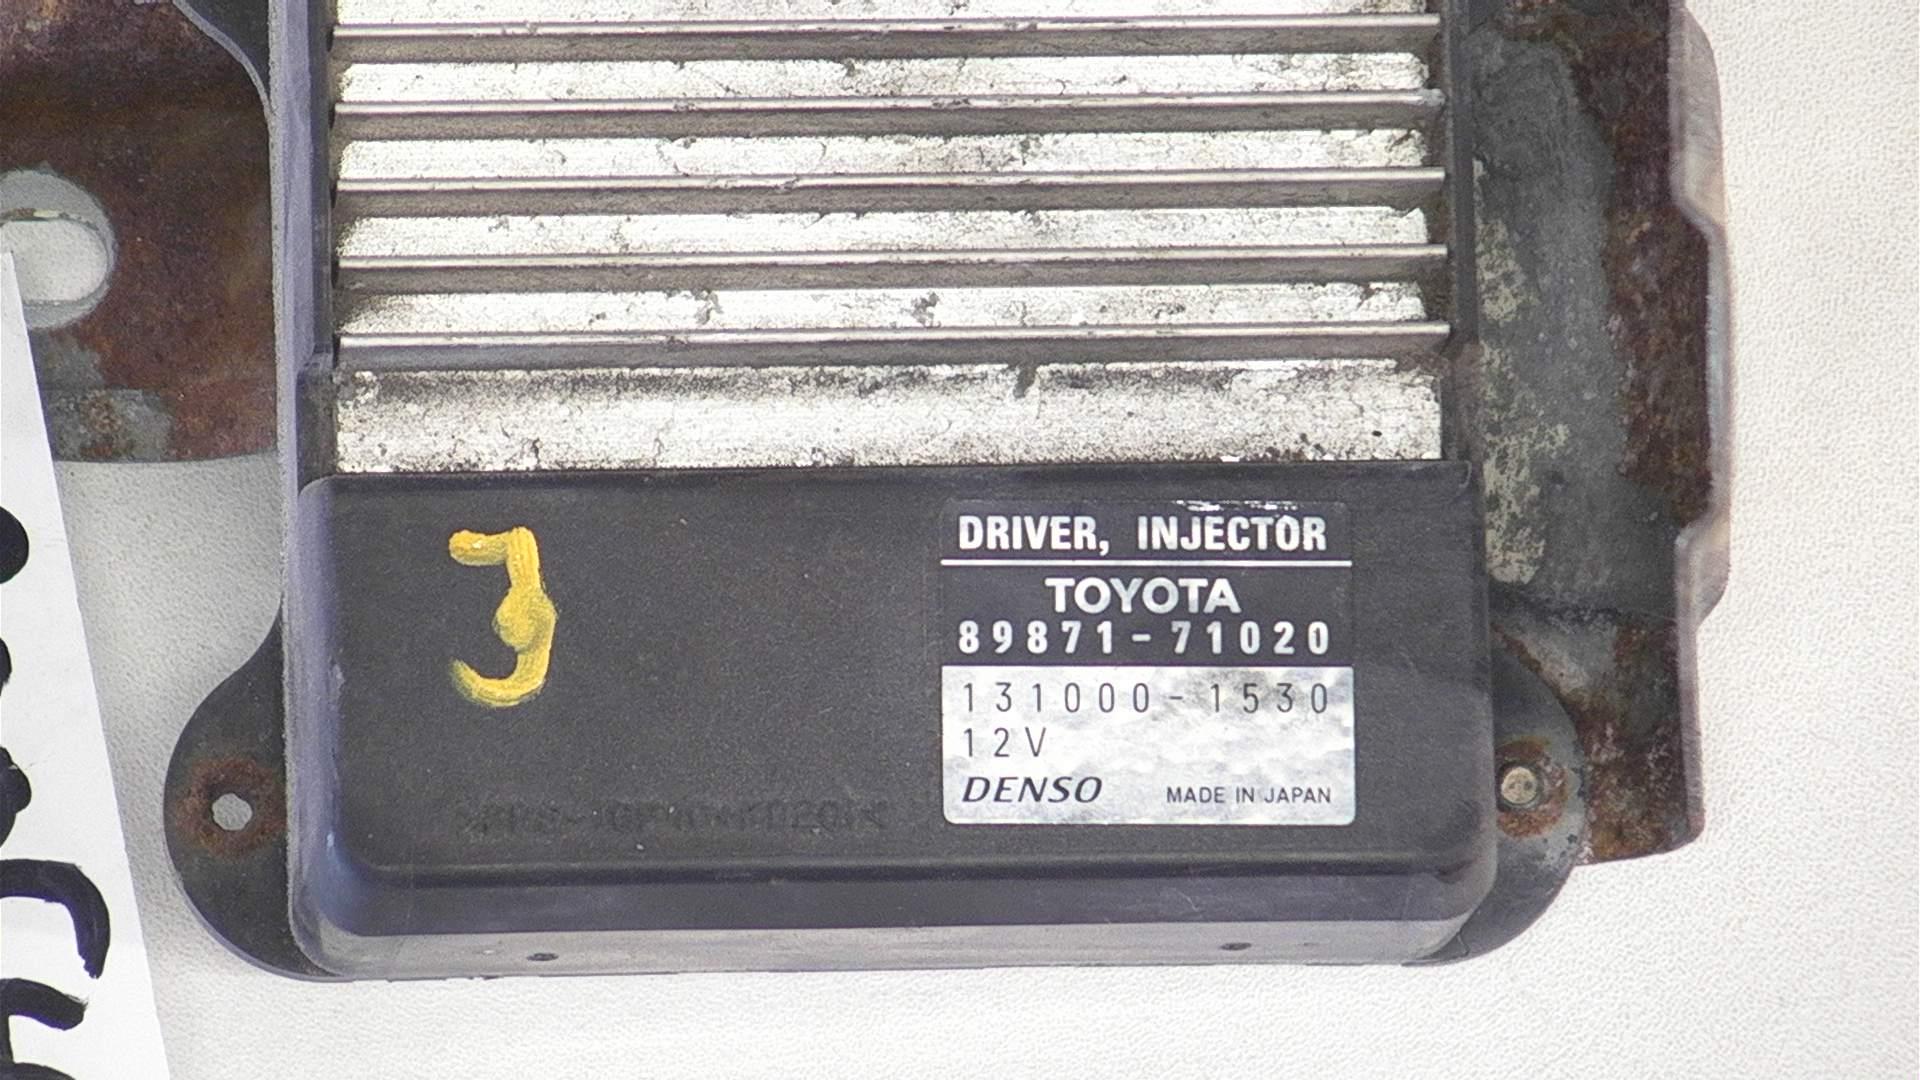 DRIVER, INJECTOR
TOYOTA
89871-71020
131000-1530
12V
DENSO MADE IN JAPAN